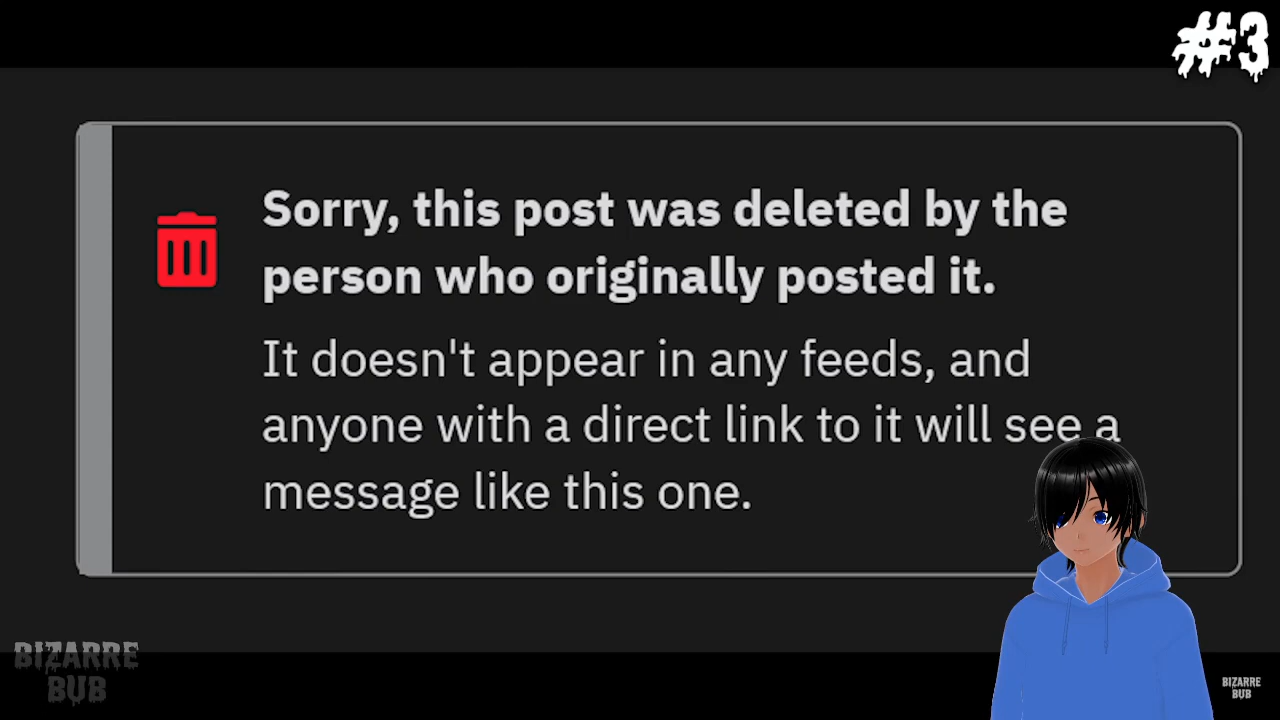 #3
Sorry, this post was deleted by the
person who originally posted it.
It doesn't appear in any feeds, and
anyone with a direct link to it will see a
message like this one.
BIZARRE
BUB
BIZARRE
BUB